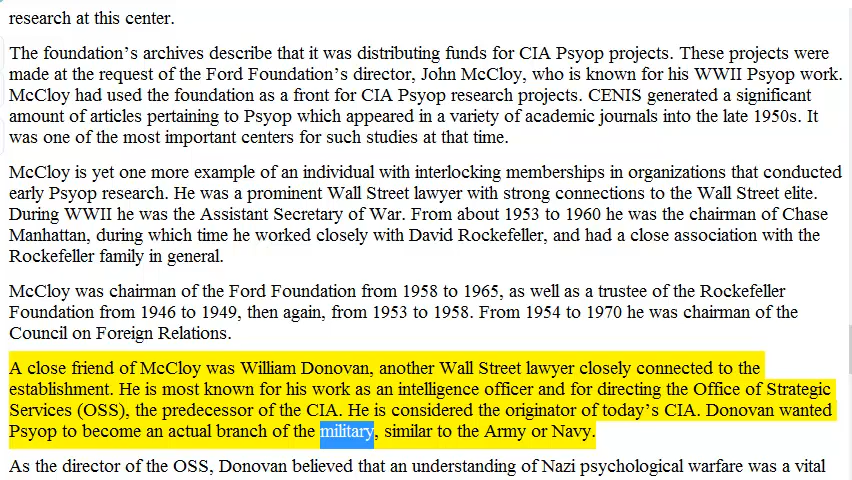 research at this center.
The foundation’s archives describe that it was distributing funds for CIA Psyop projects. These projects were
made at the request of the Ford Foundation’s director, John McCloy, who is known for his WWII Psyop work.
McCloy had used the foundation as a front for CIA Psyop research projects. CENIS generated a significant
amount of articles pertaining to Psyop which appeared in a variety of academic journals into the late 1950s. It
was one of the most important centers for such studies at that time.
McCloy is yet one more example of an individual with interlocking memberships in organizations that conducted
early Psyop research. He was a prominent Wall Street lawyer with strong connections to the Wall Street elite.
During WWII he was the Assistant Secretary of War. From about 1953 to 1960 he was the chairman of Chase
Manhattan, during which time he worked closely with David Rockefeller, and had a close association with the
Rockefeller family in general.
McCloy was chairman of the Ford Foundation from 1958 to 1965, as well as a trustee of the Rockefeller
Foundation from 1946 to 1949, then again, from 1953 to 1958. From 1954 to 1970 he was chairman of the
Council on Foreign Relations.
A close friend of McCloy was William Donovan, another Wall Street lawyer closely connected to the
establishment. He is most known for his work as an intelligence officer and for directing the Office of Strategic
Services (OSS), the predecessor of the CIA. He is considered the originator of today’s CIA. Donovan wanted
Psyop to become an actual branch of the military, similar to the Army or Navy.
As the director of the OSS, Donovan believed that an understanding of Nazi psychological warfare was a vital